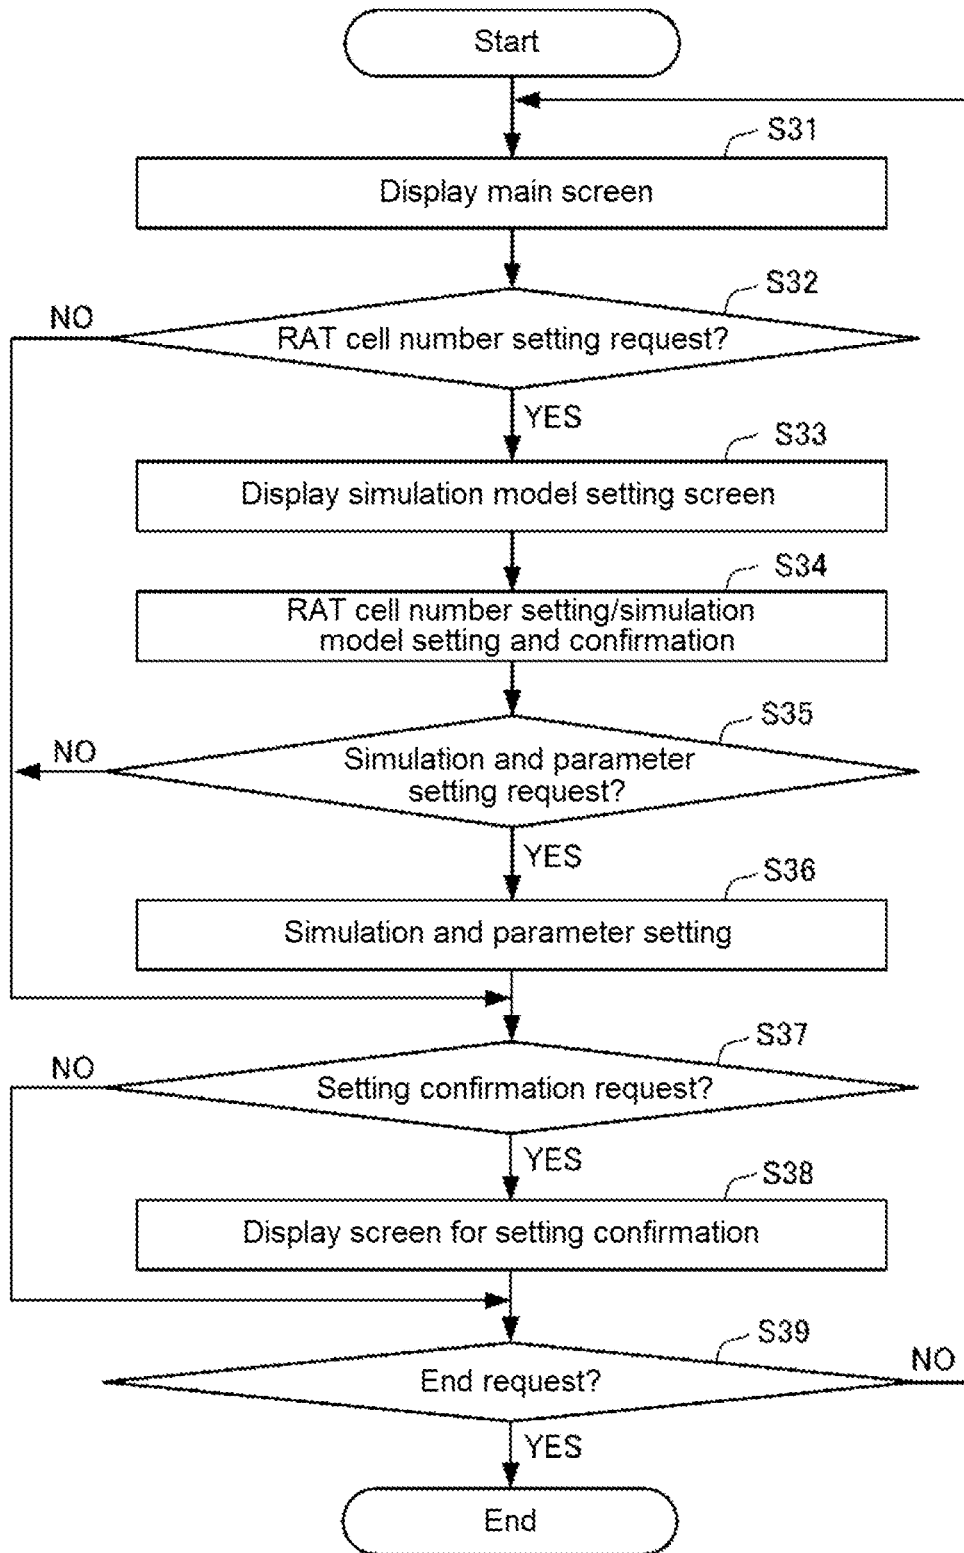 Start
S31
Display main screen
S32
NO
RAT cell number setting request?
YES
S33
Display simulation model setting screen
S34
RAT cell number setting/simulation
model setting and confirmation
S35
NO
Simulation and parameter
setting request?
YES
S36
Simulation and parameter setting
S37
NO
Setting confirmation request?
YES
S38
Display screen for setting confirmation
S39
End request?
NO
YES
End